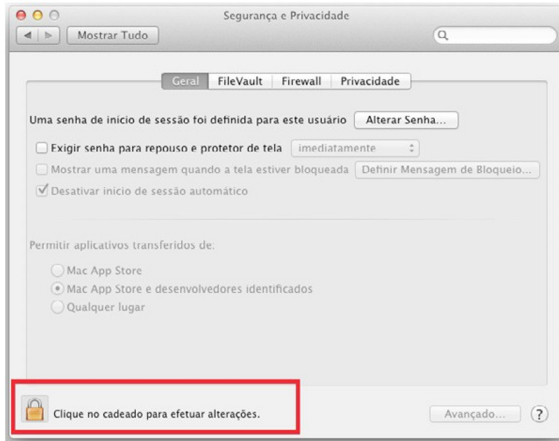 Segurança e Privacidade
Mostrar Tudo
Geral FileVault Firewall Privacidade
Uma senha de início de sessão foi definida para este usuário Alterar Senha...
Exigir senha para repouso e protetor de tela imediatamente
Mostrar uma mensagem quando a tela estiver bloqueada Definir Mensagem de Bloqueio...
Desativar início de sessão automático
Permitir aplicativos transferidos de:
Mac App Store
Mac App Store e desenvolvedores identificados
Qualquer lugar
Clique no cadeado para efetuar alterações. Avançado... ?